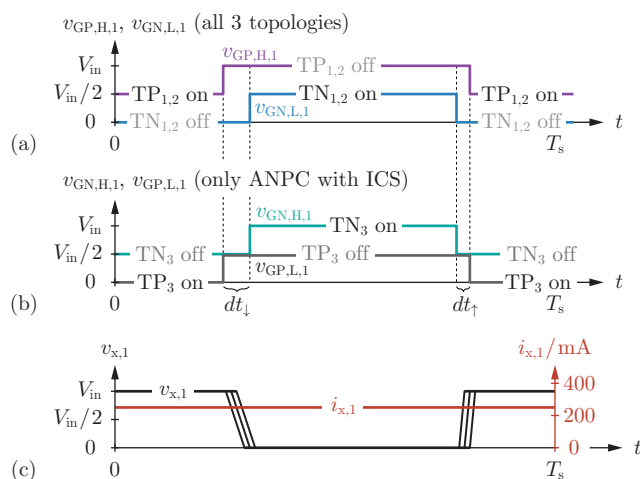 v_GP,H,1, v_GN,L,1 (all 3 topologies)
v_GP,H,1
V_in
TP_1,2 off
V_in/2
TP_1,2 on
TN_1,2 on
TP_1,2 on
0
TN_1,2 off
v_GN,L,1
TN_1,2 off
t
(a)
0
T_s
v_GN,H,1, v_GP,L,1 (only ANPC with ICS)
v_GN,H,1
V_in
TN_3 on
V_in/2
TN_3 off
TP_3 off
TN_3 off
v_GP,L,1
0
TP_3 on
TP_3 on
t
(b)
0
dt↓
dt↑
T_s
v_x,1
i_x,1/mA
V_in
v_x,1
400
V_in/2
i_x,1
200
0
0
t
(c)
0
T_s